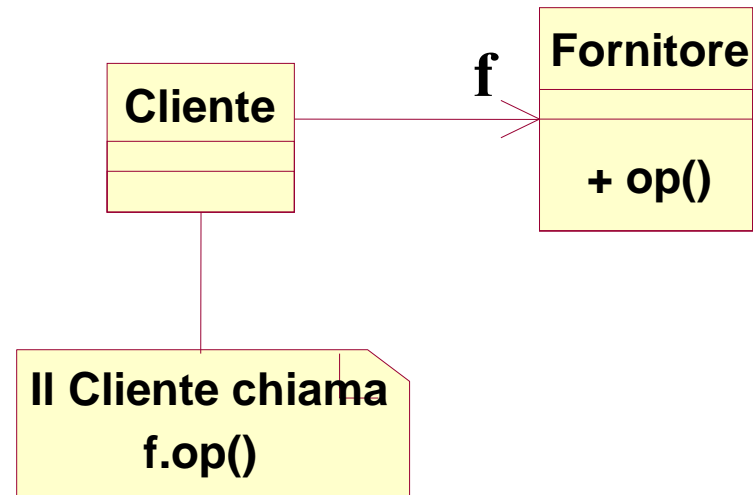 Fornitore
f
Cliente
+ op()
Il Cliente chiama
f.op()